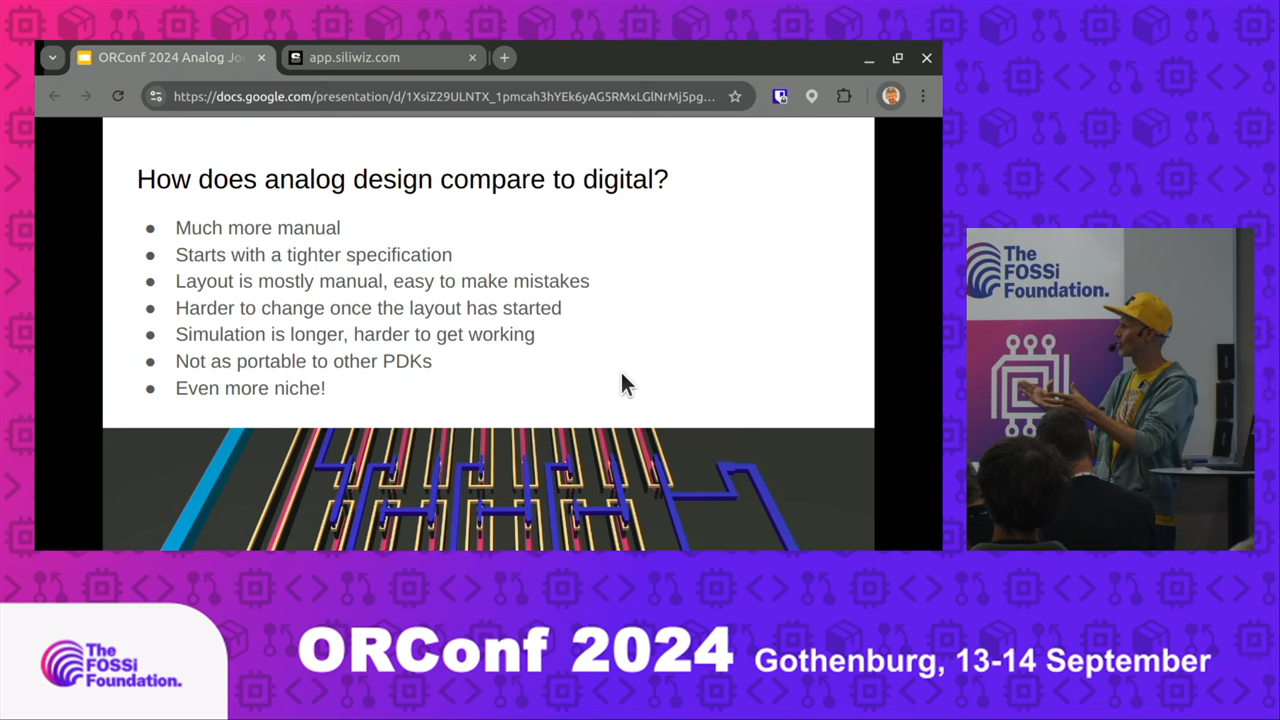 ORConf 2024 Analog Jo
app.siliwiz.com
https://docs.google.com/presentation/d/1XsiZ29ULNTX_1pmcah3hYEk6yAG5RMxLGlNrMj5pg...
How does analog design compare to digital?
● Much more manual
● Starts with a tighter specification
● Layout is mostly manual, easy to make mistakes
● Harder to change once the layout has started
● Simulation is longer, harder to get working
● Not as portable to other PDKs
● Even more niche!
The
FOSSi
Foundation.
The
FOSSi
Foundation.
ORConf 2024 Gothenburg, 13-14 September